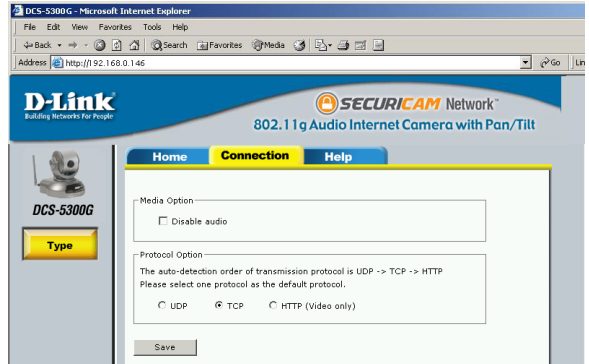 DCS-5300G - Microsoft Internet Explorer
File Edit View Favorites Tools Help
Back Search Favorites Media
Address http://192.168.0.146 Go Lin
D-Link
Building Networks for People
SECURICAM Network™
802.11g Audio Internet Camera with Pan/Tilt
Home Connection Help
DCS-5300G
Type
Media Option
Disable audio
Protocol Option
The auto-detection order of transmission protocol is UDP -> TCP -> HTTP
Please select one protocol as the default protocol.
UDP TCP HTTP (Video only)
Save